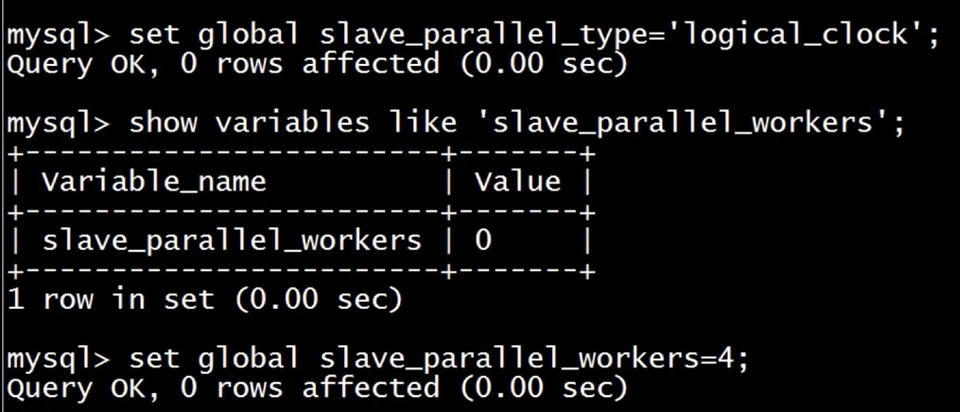 mysql> set global slave_parallel_type='logical_clock';
Query OK, 0 rows affected (0.00 sec)
mysql> show variables like 'slave_parallel_workers';
+------------------------+-------+
| Variable_name          | Value |
+------------------------+-------+
| slave_parallel_workers | 0     |
+------------------------+-------+
1 row in set (0.00 sec)
mysql> set global slave_parallel_workers=4;
Query OK, 0 rows affected (0.00 sec)